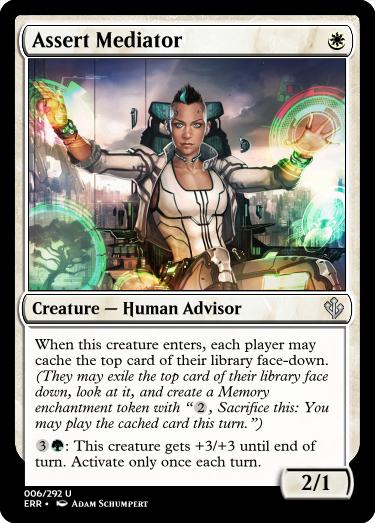 Assert Mediator
Creature — Human Advisor
When this creature enters, each player may
cache the top card of their library face-down.
(They may exile the top card of their library face
down, look at it, and create a Memory
enchantment token with “2, Sacrifice this: You
may play the cached card this turn.”)
3: This creature gets +3/+3 until end of
turn. Activate only once each turn.
2/1
006/292 U
ERR • Adam Schumpert